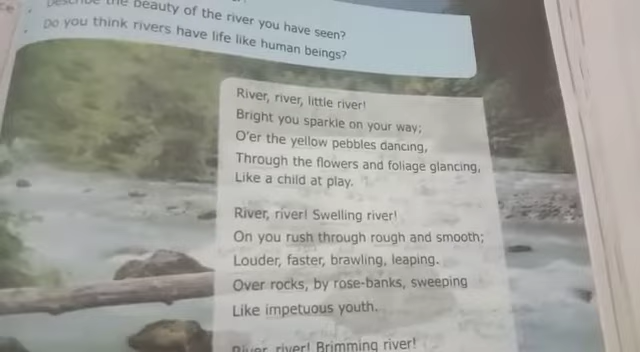 Describe the beauty of the river you have seen?
Do you think rivers have life like human beings?
River, river, little river!
Bright you sparkle on your way;
O'er the yellow pebbles dancing,
Through the flowers and foliage glancing,
Like a child at play.
River, river! Swelling river!
On you rush through rough and smooth;
Louder, faster, brawling, leaping.
Over rocks, by rose-banks, sweeping
Like impetuous youth.
River, river! Brimming river!